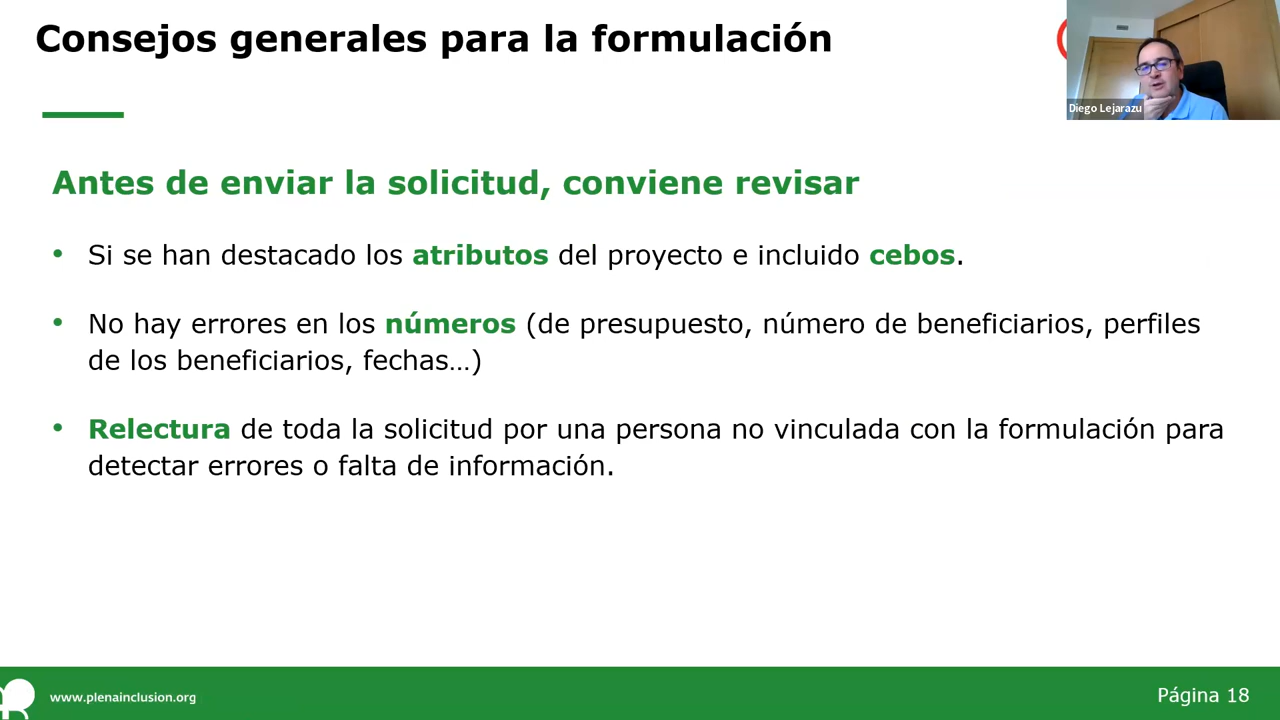 Consejos generales para la formulación
Diego Lejarazu
Antes de enviar la solicitud, conviene revisar
• Si se han destacado los atributos del proyecto e incluido cebos.
• No hay errores en los números (de presupuesto, número de beneficiarios, perfiles
de los beneficiarios, fechas…)
• Relectura de toda la solicitud por una persona no vinculada con la formulación para
detectar errores o falta de información.
www.plenainclusion.org
Página 18